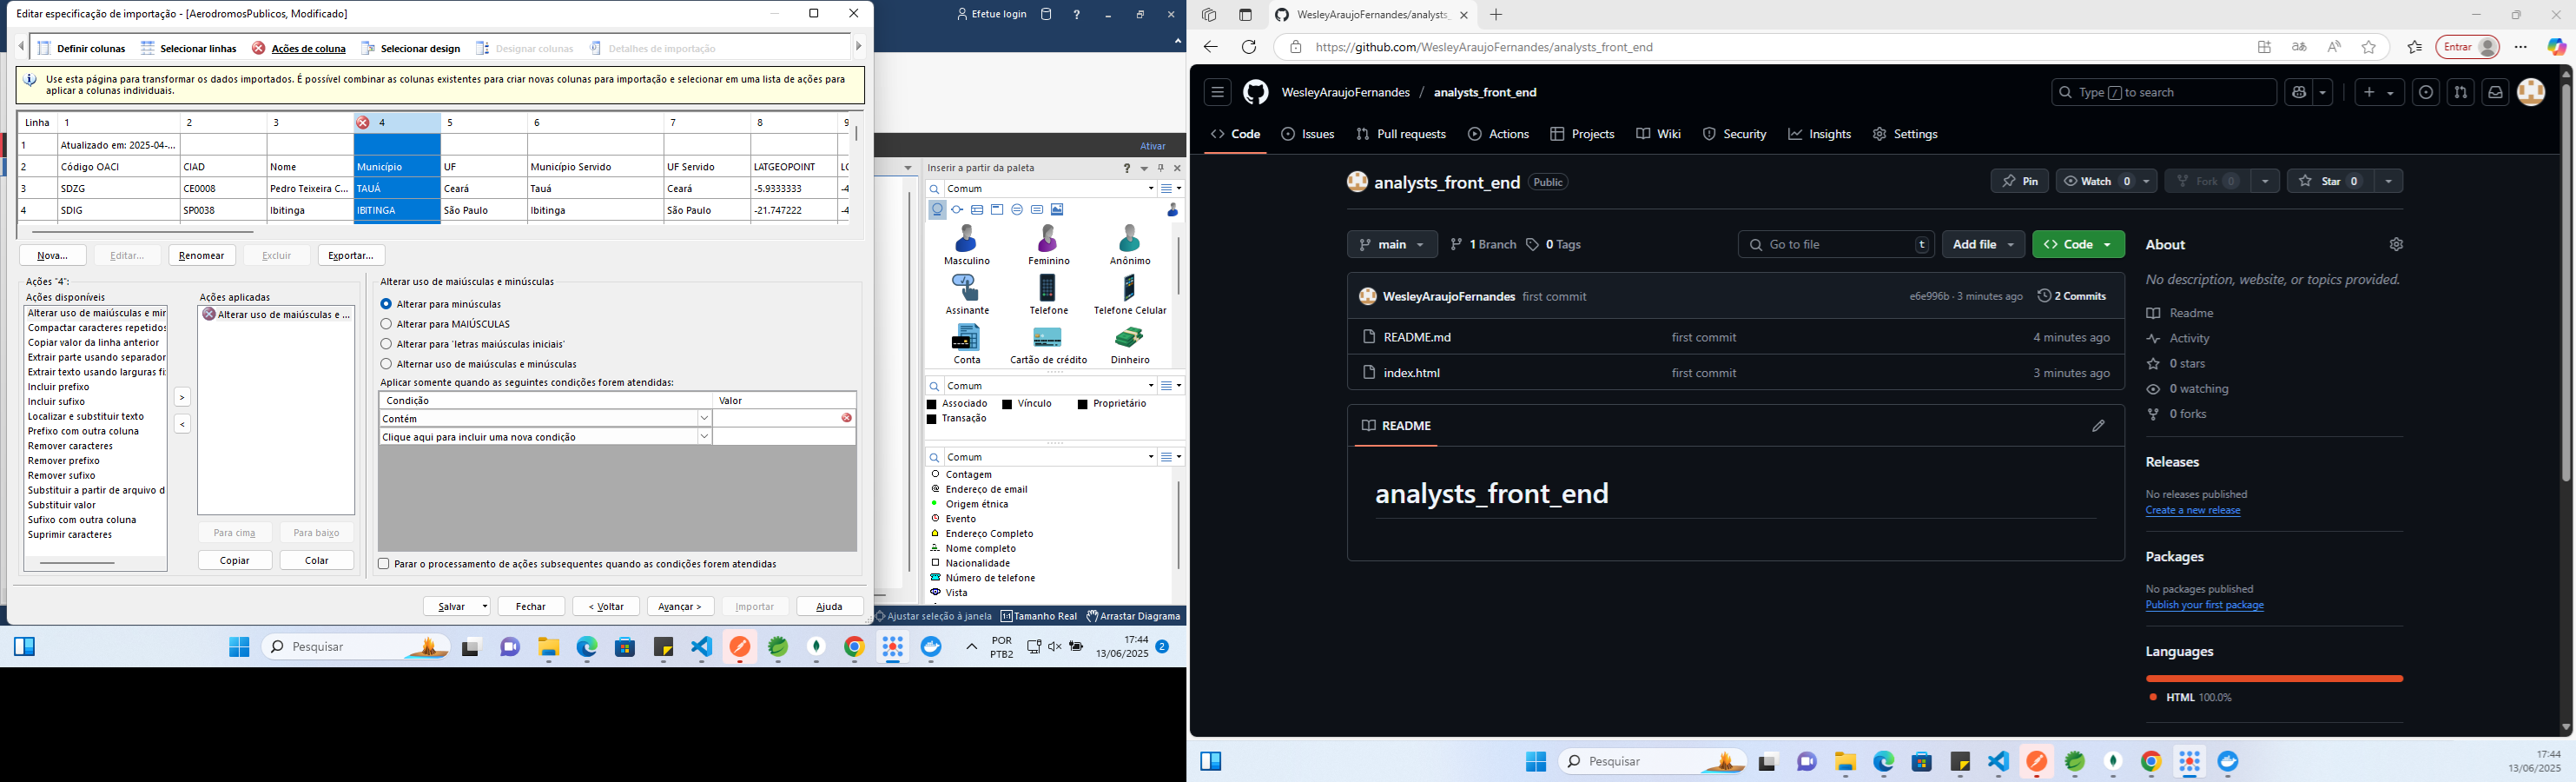 Editar especificação de importação - [AerodromosPublicos, Modificado]
Definir colunas
Selecionar linhas
Ações de coluna
Selecionar design
Designar colunas
Detalhes de importação
Use esta página para transformar os dados importados. É possível combinar as colunas existentes para criar novas colunas para importação e selecionar em uma lista de ações para
aplicar a colunas individuais.
Linha 1 2 3 4 5 6 7 8 9
1 Atualizado em: 2025-04-...
2 Código OACI CIAD Nome Município UF Município Servido UF Servido LATGEOPOINT LO
3 SDZG CE0008 Pedro Teixeira C... TAUÁ Ceará Tauá Ceará -5.9333333 -4
4 SDIG SP0038 Ibitinga IBITINGA São Paulo Ibitinga São Paulo -21.747222 -4
Nova... Editar... Renomear Excluir Exportar...
Ações "4":
Ações disponíveis
Alterar uso de maiúsculas e mir
Compactar caracteres repetidos
Copiar valor da linha anterior
Extrair parte usando separador
Extrair texto usando larguras fi
Incluir prefixo
Incluir sufixo
Localizar e substituir texto
Prefixo com outra coluna
Remover caracteres
Remover prefixo
Remover sufixo
Substituir a partir de arquivo d
Substituir valor
Sufixo com outra coluna
Suprimir caracteres
>
<
Ações aplicadas
Alterar uso de maiúsculas e ...
Para cima Para baixo
Copiar Colar
Alterar uso de maiúsculas e minúsculas
Alterar para minúsculas
Alterar para MAIÚSCULAS
Alterar para 'letras maiúsculas iniciais'
Alternar uso de maiúsculas e minúsculas
Aplicar somente quando as seguintes condições forem atendidas:
Condição Valor
Contém
Clique aqui para incluir uma nova condição
Parar o processamento de ações subsequentes quando as condições forem atendidas
Salvar Fechar < Voltar Avançar > Importar Ajuda
Efetue login ?
Ativar
Inserir a partir da paleta ?
Comum
Masculino Feminino Anônimo
Assinante Telefone Telefone Celular
Conta Cartão de crédito Dinheiro
Comum
Associado Vínculo Proprietário
Transação
Comum
Contagem
Endereço de email
Origem étnica
Evento
Endereço Completo
Nome completo
Nacionalidade
Número de telefone
Vista
Ajustar seleção à janela 1:1 Tamanho Real Arrastar Diagrama
Pesquisar
POR
PTB2
17:44
13/06/2025
2
WesleyAraujoFernandes/analysts_
https://github.com/WesleyAraujoFernandes/analysts_front_end
Entrar
WesleyAraujoFernandes / analysts_front_end
Type / to search
Code Issues Pull requests Actions Projects Wiki Security Insights Settings
analysts_front_end Public
Pin Watch 0 Fork 0 Star 0
main 1 Branch 0 Tags
Go to file t Add file Code
WesleyAraujoFernandes first commit e6e996b · 3 minutes ago 2 Commits
README.md first commit 4 minutes ago
index.html first commit 3 minutes ago
README
analysts_front_end
About
No description, website, or topics provided.
Readme
Activity
0 stars
0 watching
0 forks
Releases
No releases published
Create a new release
Packages
No packages published
Publish your first package
Languages
HTML 100.0%
Pesquisar
17:44
13/06/2025